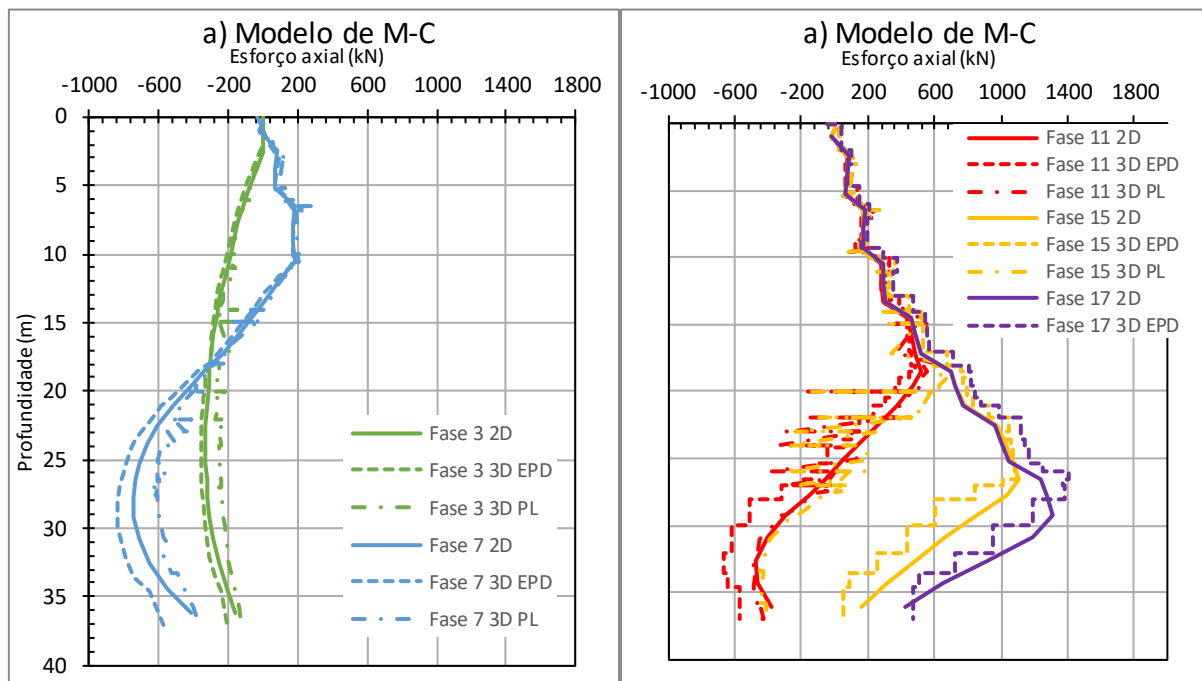 a) Modelo de M-C
Esforço axial (kN)
-1000 -600 -200 200 600 1000 1400 1800
0
5
10
15
20
25
30
35
40
Profundidade (m)
Fase 3 2D
Fase 3 3D EPD
Fase 3 3D PL
Fase 7 2D
Fase 7 3D EPD
Fase 7 3D PL
a) Modelo de M-C
Esforço axial (kN)
-1000 -600 -200 200 600 1000 1400 1800
Fase 11 2D
Fase 11 3D EPD
Fase 11 3D PL
Fase 15 2D
Fase 15 3D EPD
Fase 15 3D PL
Fase 17 2D
Fase 17 3D EPD